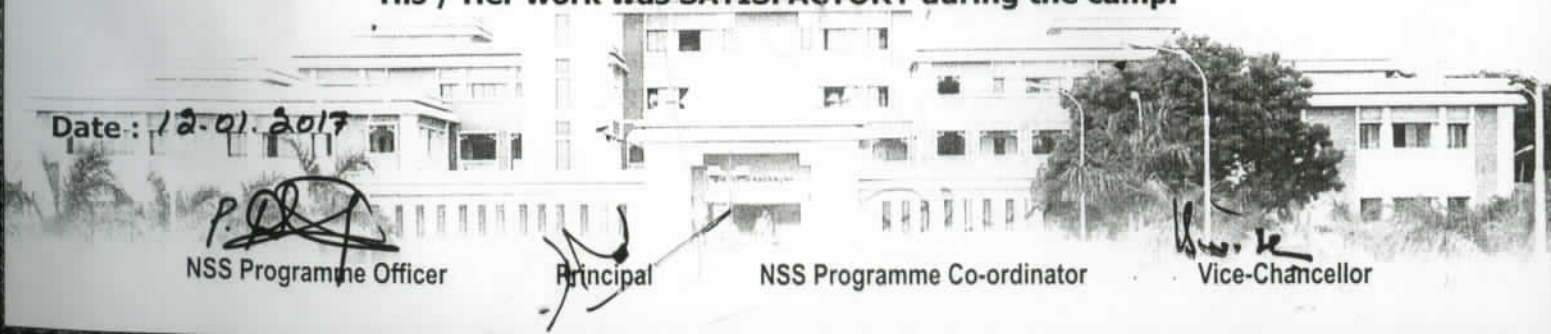 His / Her work was SATISFACTORY during the camp.
Date : 12.01.2017
NSS Programme Officer Principal NSS Programme Co-ordinator Vice-Chancellor